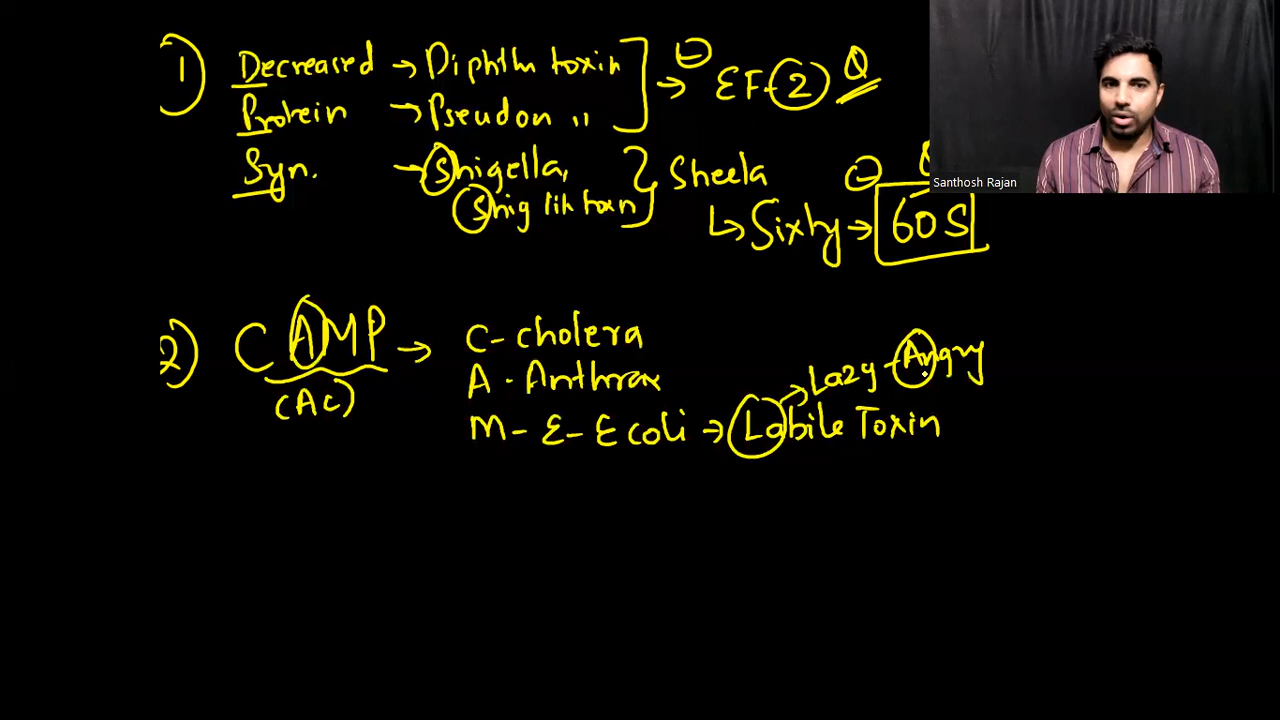 1) Decreased → Diphth toxin ] → ⊖ EF-2 Q
Protein → Pseudon "
Syn. → Shigella, } Sheela
Shig lik toxn ↳ Sixty → ⊖ 60S
Santhosh Rajan
2) CAMP → C- cholera
(AC) A - Anthrax
→ Lazy - Angry
M - E - E coli → Labile Toxin